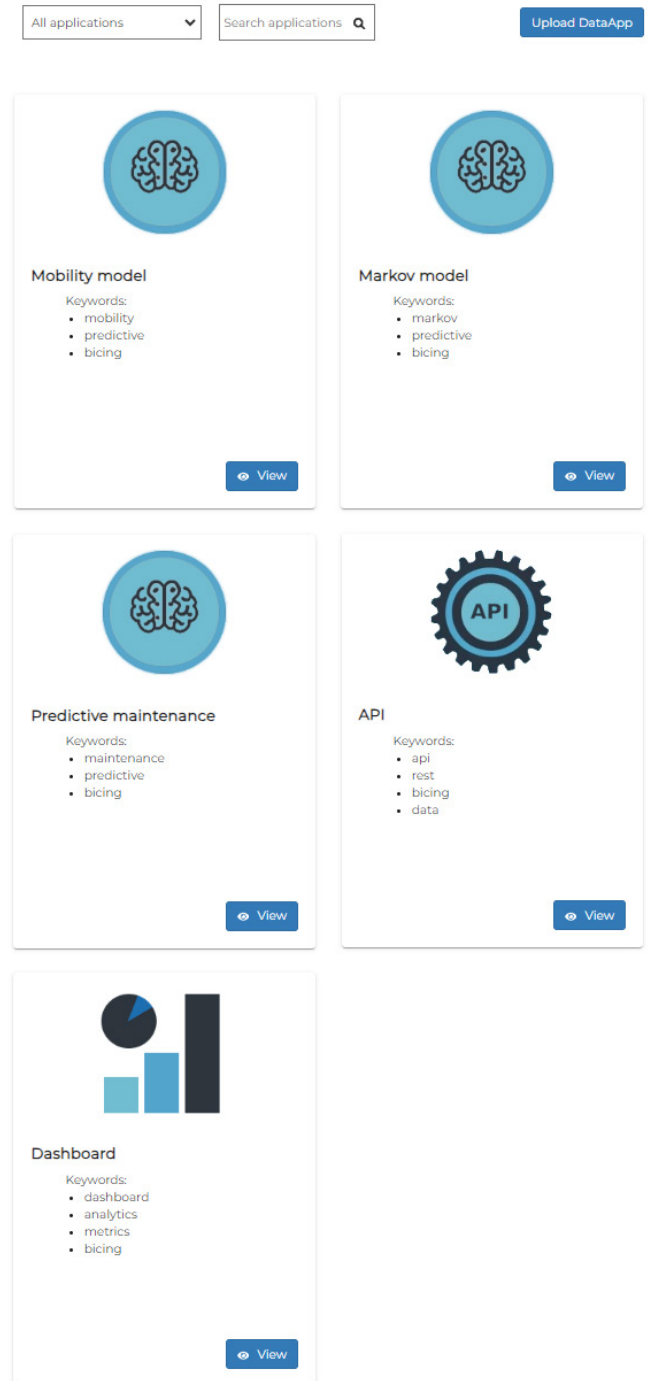 All applications
Search applications
Upload DataApp
Mobility model
Keywords:
mobility
predictive
bicing
View
Markov model
Keywords:
markov
predictive
bicing
View
Predictive maintenance
Keywords:
maintenance
predictive
bicing
View
API
API
Keywords:
api
rest
bicing
data
View
Dashboard
Keywords:
dashboard
analytics
metrics
bicing
View